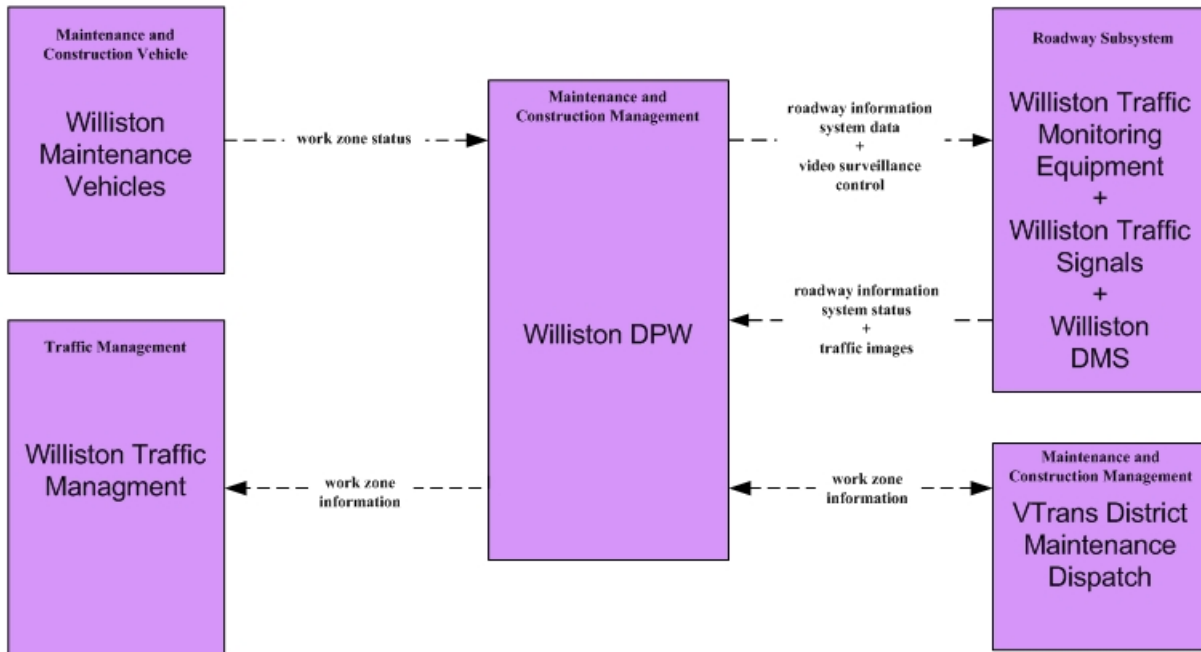 Maintenance and
Construction Vehicle
Williston
Maintenance
Vehicles
work zone status
Maintenance and
Construction Management
Williston DPW
roadway information
system data
+
video surveillance
control
Roadway Subsystem
Williston Traffic
Monitoring
Equipment
+
Williston Traffic
Signals
+
Williston
DMS
roadway information
system status
+
traffic images
Traffic Management
Williston Traffic
Managment
work zone
information
work zone
information
Maintenance and
Construction Management
VTrans District
Maintenance
Dispatch